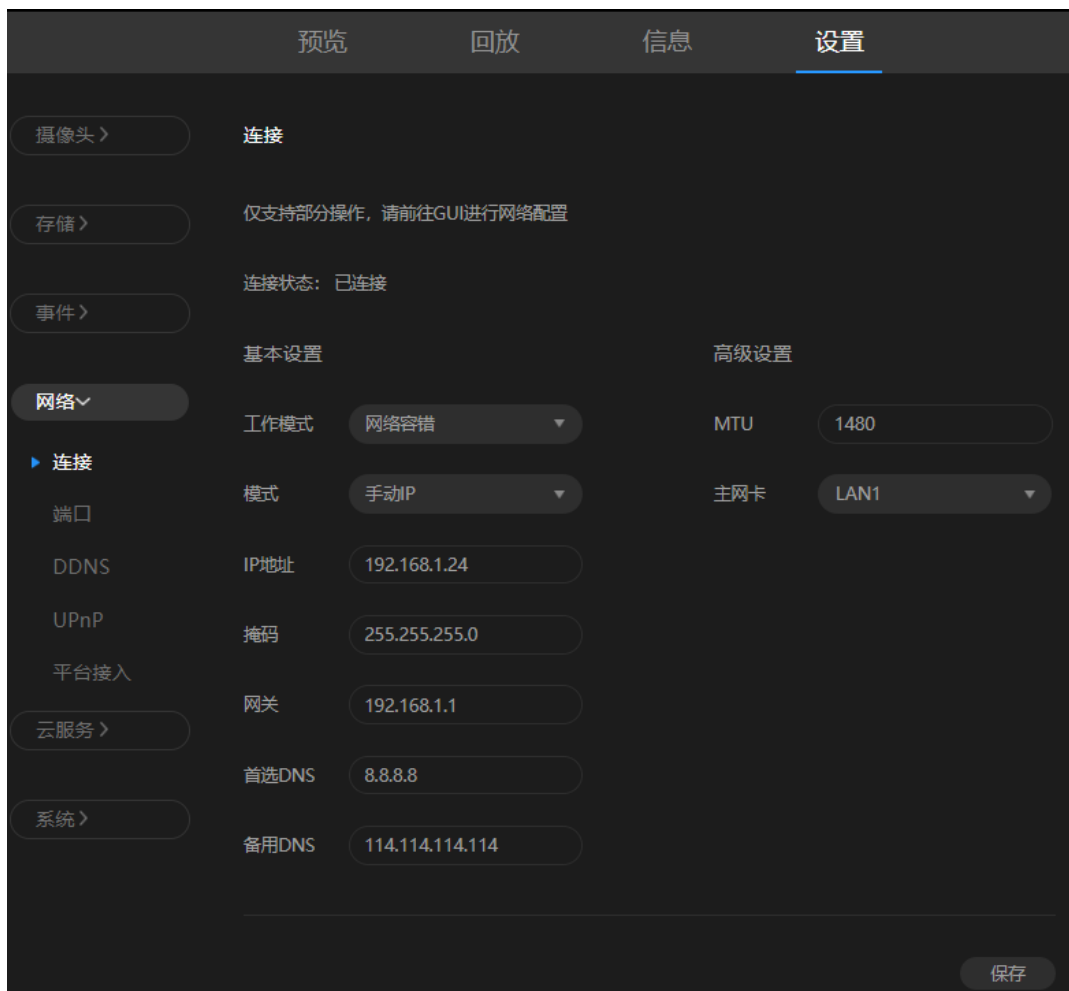 预览 回放 信息 设置
摄像头
存储
事件
网络
连接
端口
DDNS
UPnP
平台接入
云服务
系统
连接
仅支持部分操作，请前往GUI进行网络配置
连接状态： 已连接
基本设置 高级设置
工作模式 网络容错 MTU 1480
模式 手动IP 主网卡 LAN1
IP地址 192.168.1.24
掩码 255.255.255.0
网关 192.168.1.1
首选DNS 8.8.8.8
备用DNS 114.114.114.114
保存